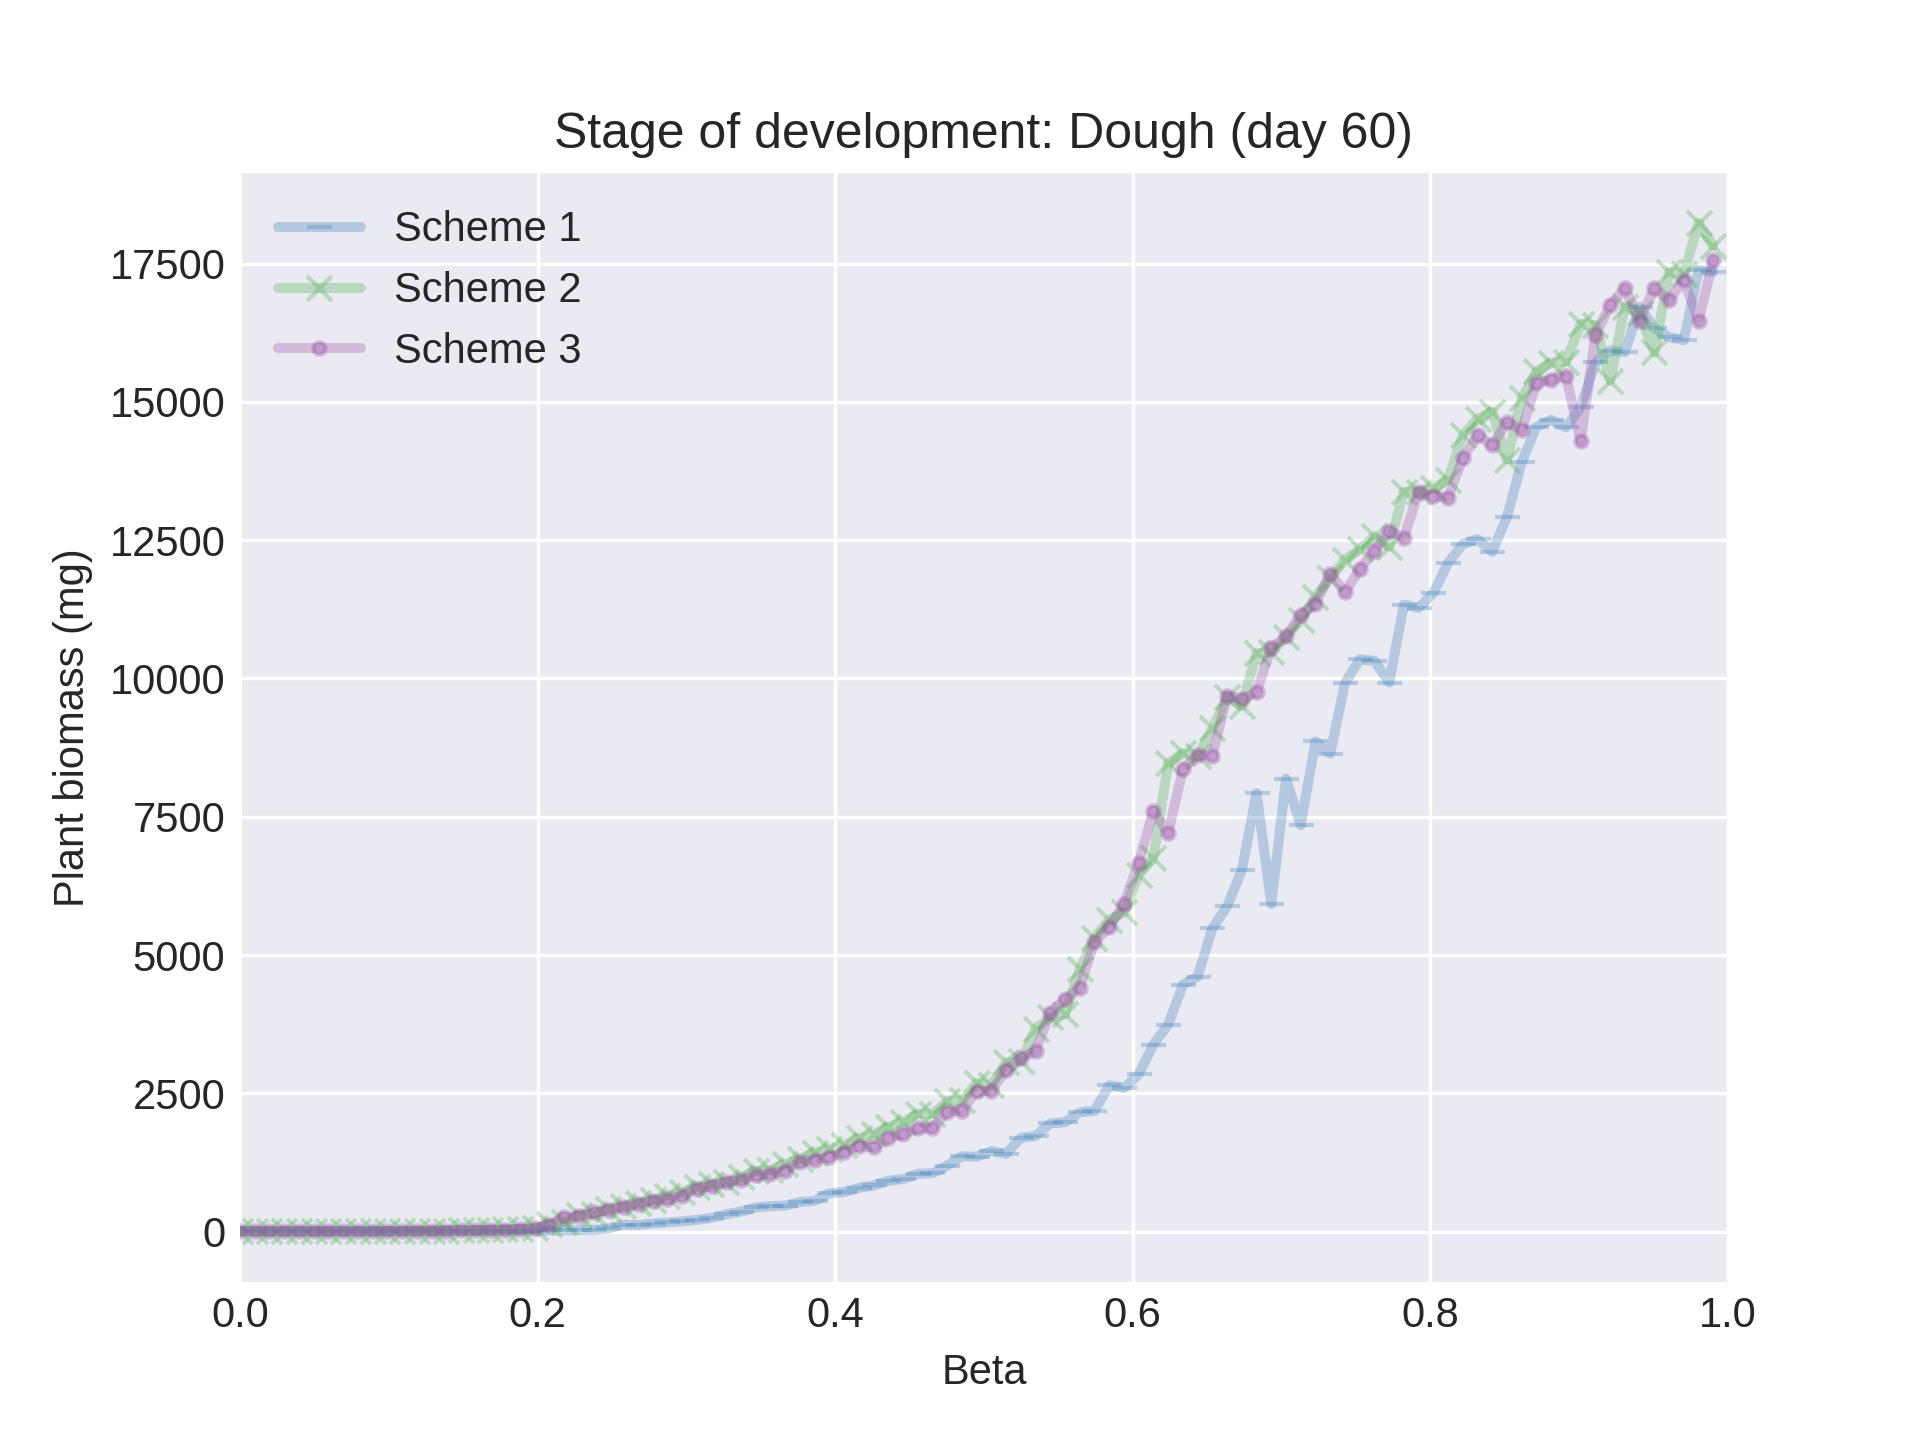 Stage of development: Dough (day 60)
Scheme 1
Scheme 2
Scheme 3
17500
15000
12500
10000
7500
5000
2500
0
Plant biomass (mg)
0.0 0.2 0.4 0.6 0.8 1.0
Beta